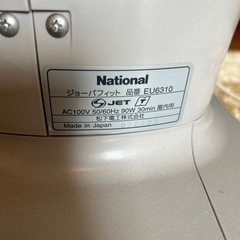 National
ジョーバフィット 品番 EU6310
JET T
AC100V 50/60Hz 90W 30min 屋内用
松下電工株式会社
Made in Japan